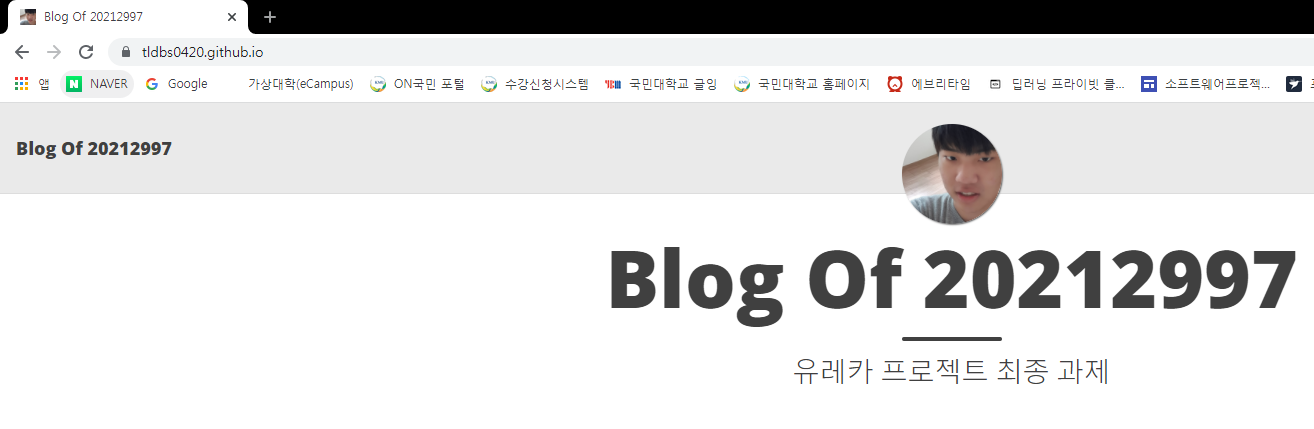 Blog Of 20212997
tldbs0420.github.io
앱 NAVER Google 가상대학(eCampus) ON국민 포털 수강신청시스템 국민대학교 글잉 국민대학교 홈페이지 에브리타임 딥러닝 프라이빗 클... 소프트웨어프로젝...
Blog Of 20212997
Blog Of 20212997
유레카 프로젝트 최종 과제